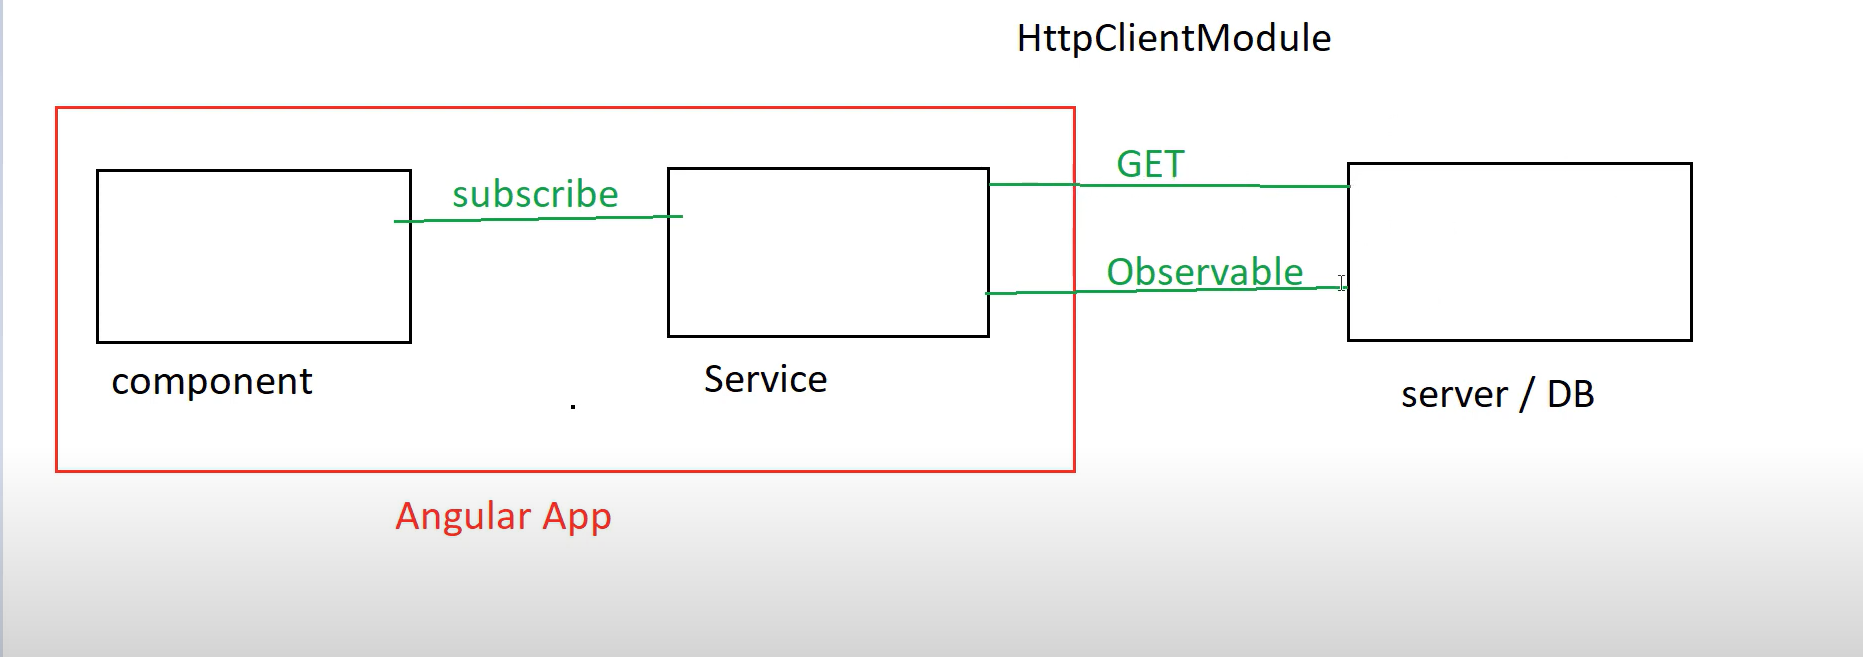 HttpClientModule
subscribe
GET
Observable
component
Service
server / DB
Angular App